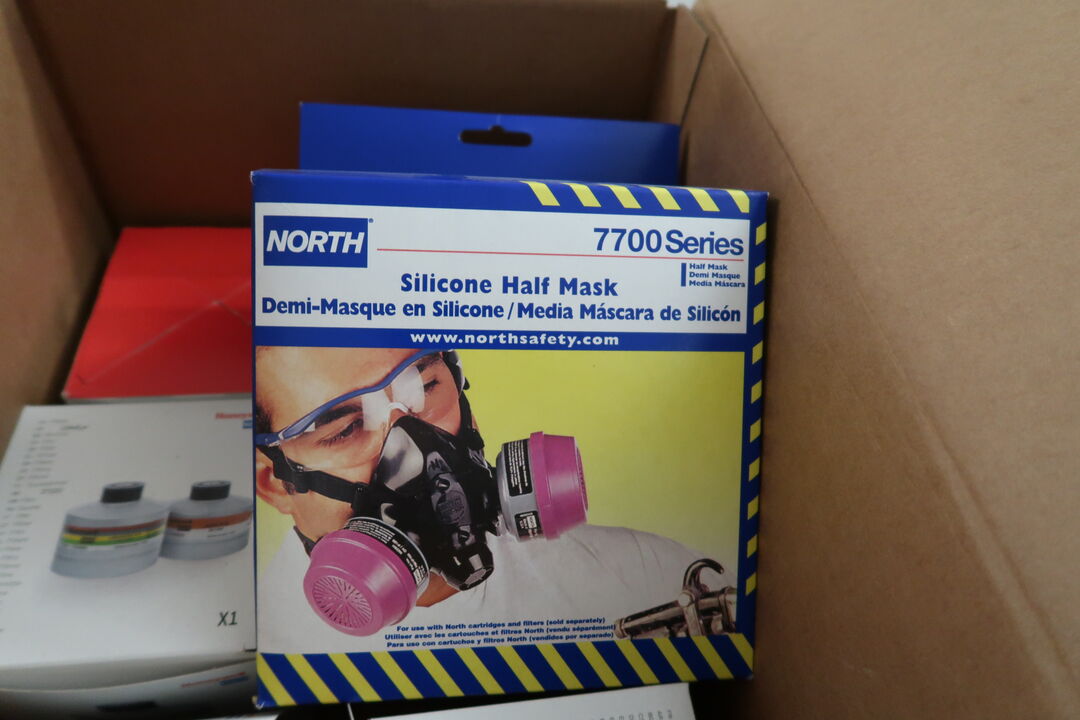 NORTH
7700 Series
Half Mask
Demi Masque
Media Máscara
Silicone Half Mask
Demi-Masque en Silicone / Media Máscara de Silicón
www.northsafety.com
For use with North cartridges and filters (sold separately)
Utiliser avec les cartouches et filtres North (vendu séparément)
Para uso con cartuchos y filtros North (vendidos por separado)
Honeywell
X1